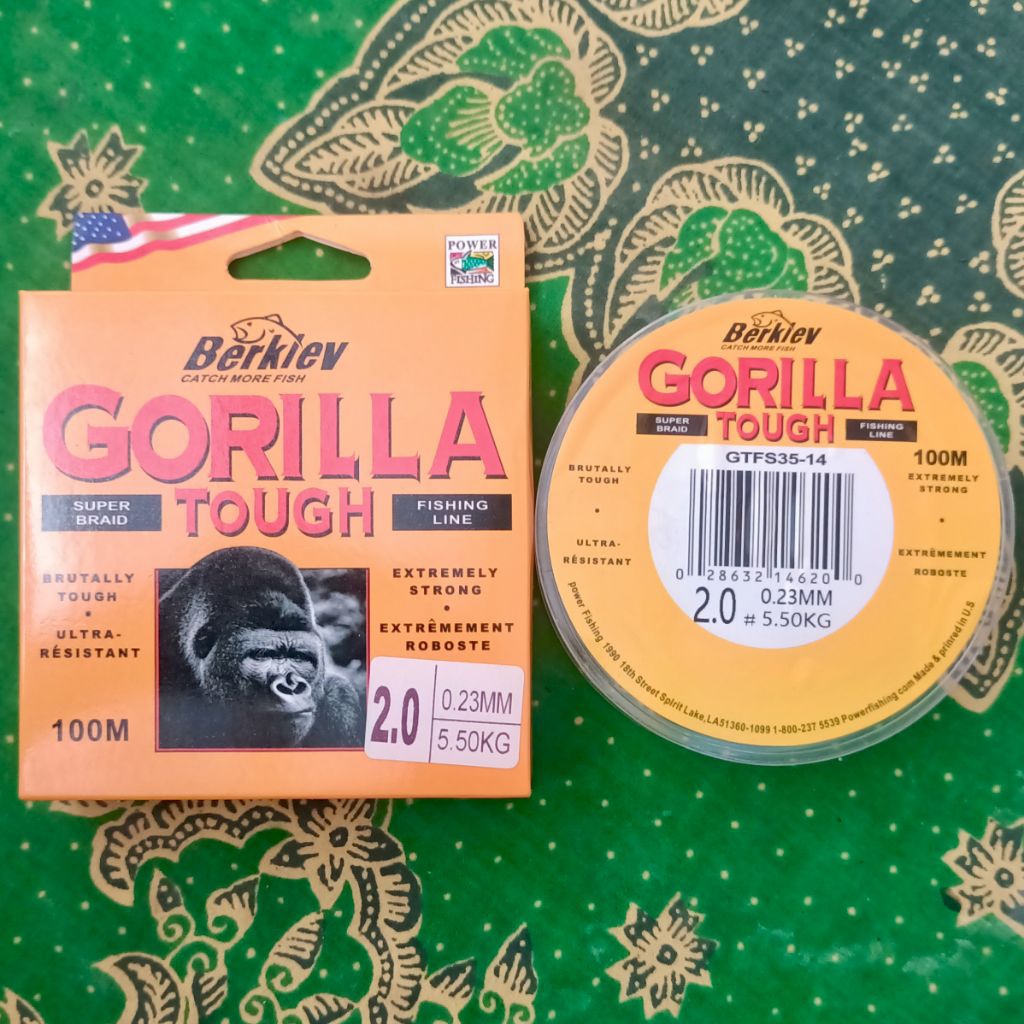 POWER
FISHING
Berkiev
CATCH MORE FISH
GORILLA
TOUGH
SUPER
BRAID
FISHING
LINE
BRUTALLY
TOUGH
•
ULTRA-
RÉSISTANT
EXTREMELY
STRONG
•
EXTRÊMEMENT
ROBOSTE
100M
2.0
0.23MM
5.50KG
Berkiev
CATCH MORE FISH
GORILLA
TOUGH
SUPER
BRAID
FISHING
LINE
GTFS35-14
100M
BRUTALLY
TOUGH
•
ULTRA-
RÉSISTANT
EXTREMELY
STRONG
•
EXTRÊMEMENT
ROBOSTE
0 28632 14620 0
2.0
0.23MM
# 5.50KG
power Fishing 1990 18th Street Spirit Lake,LA51360-1099 1-800-237 5539 Powerfishing com Made & prinred in U.S